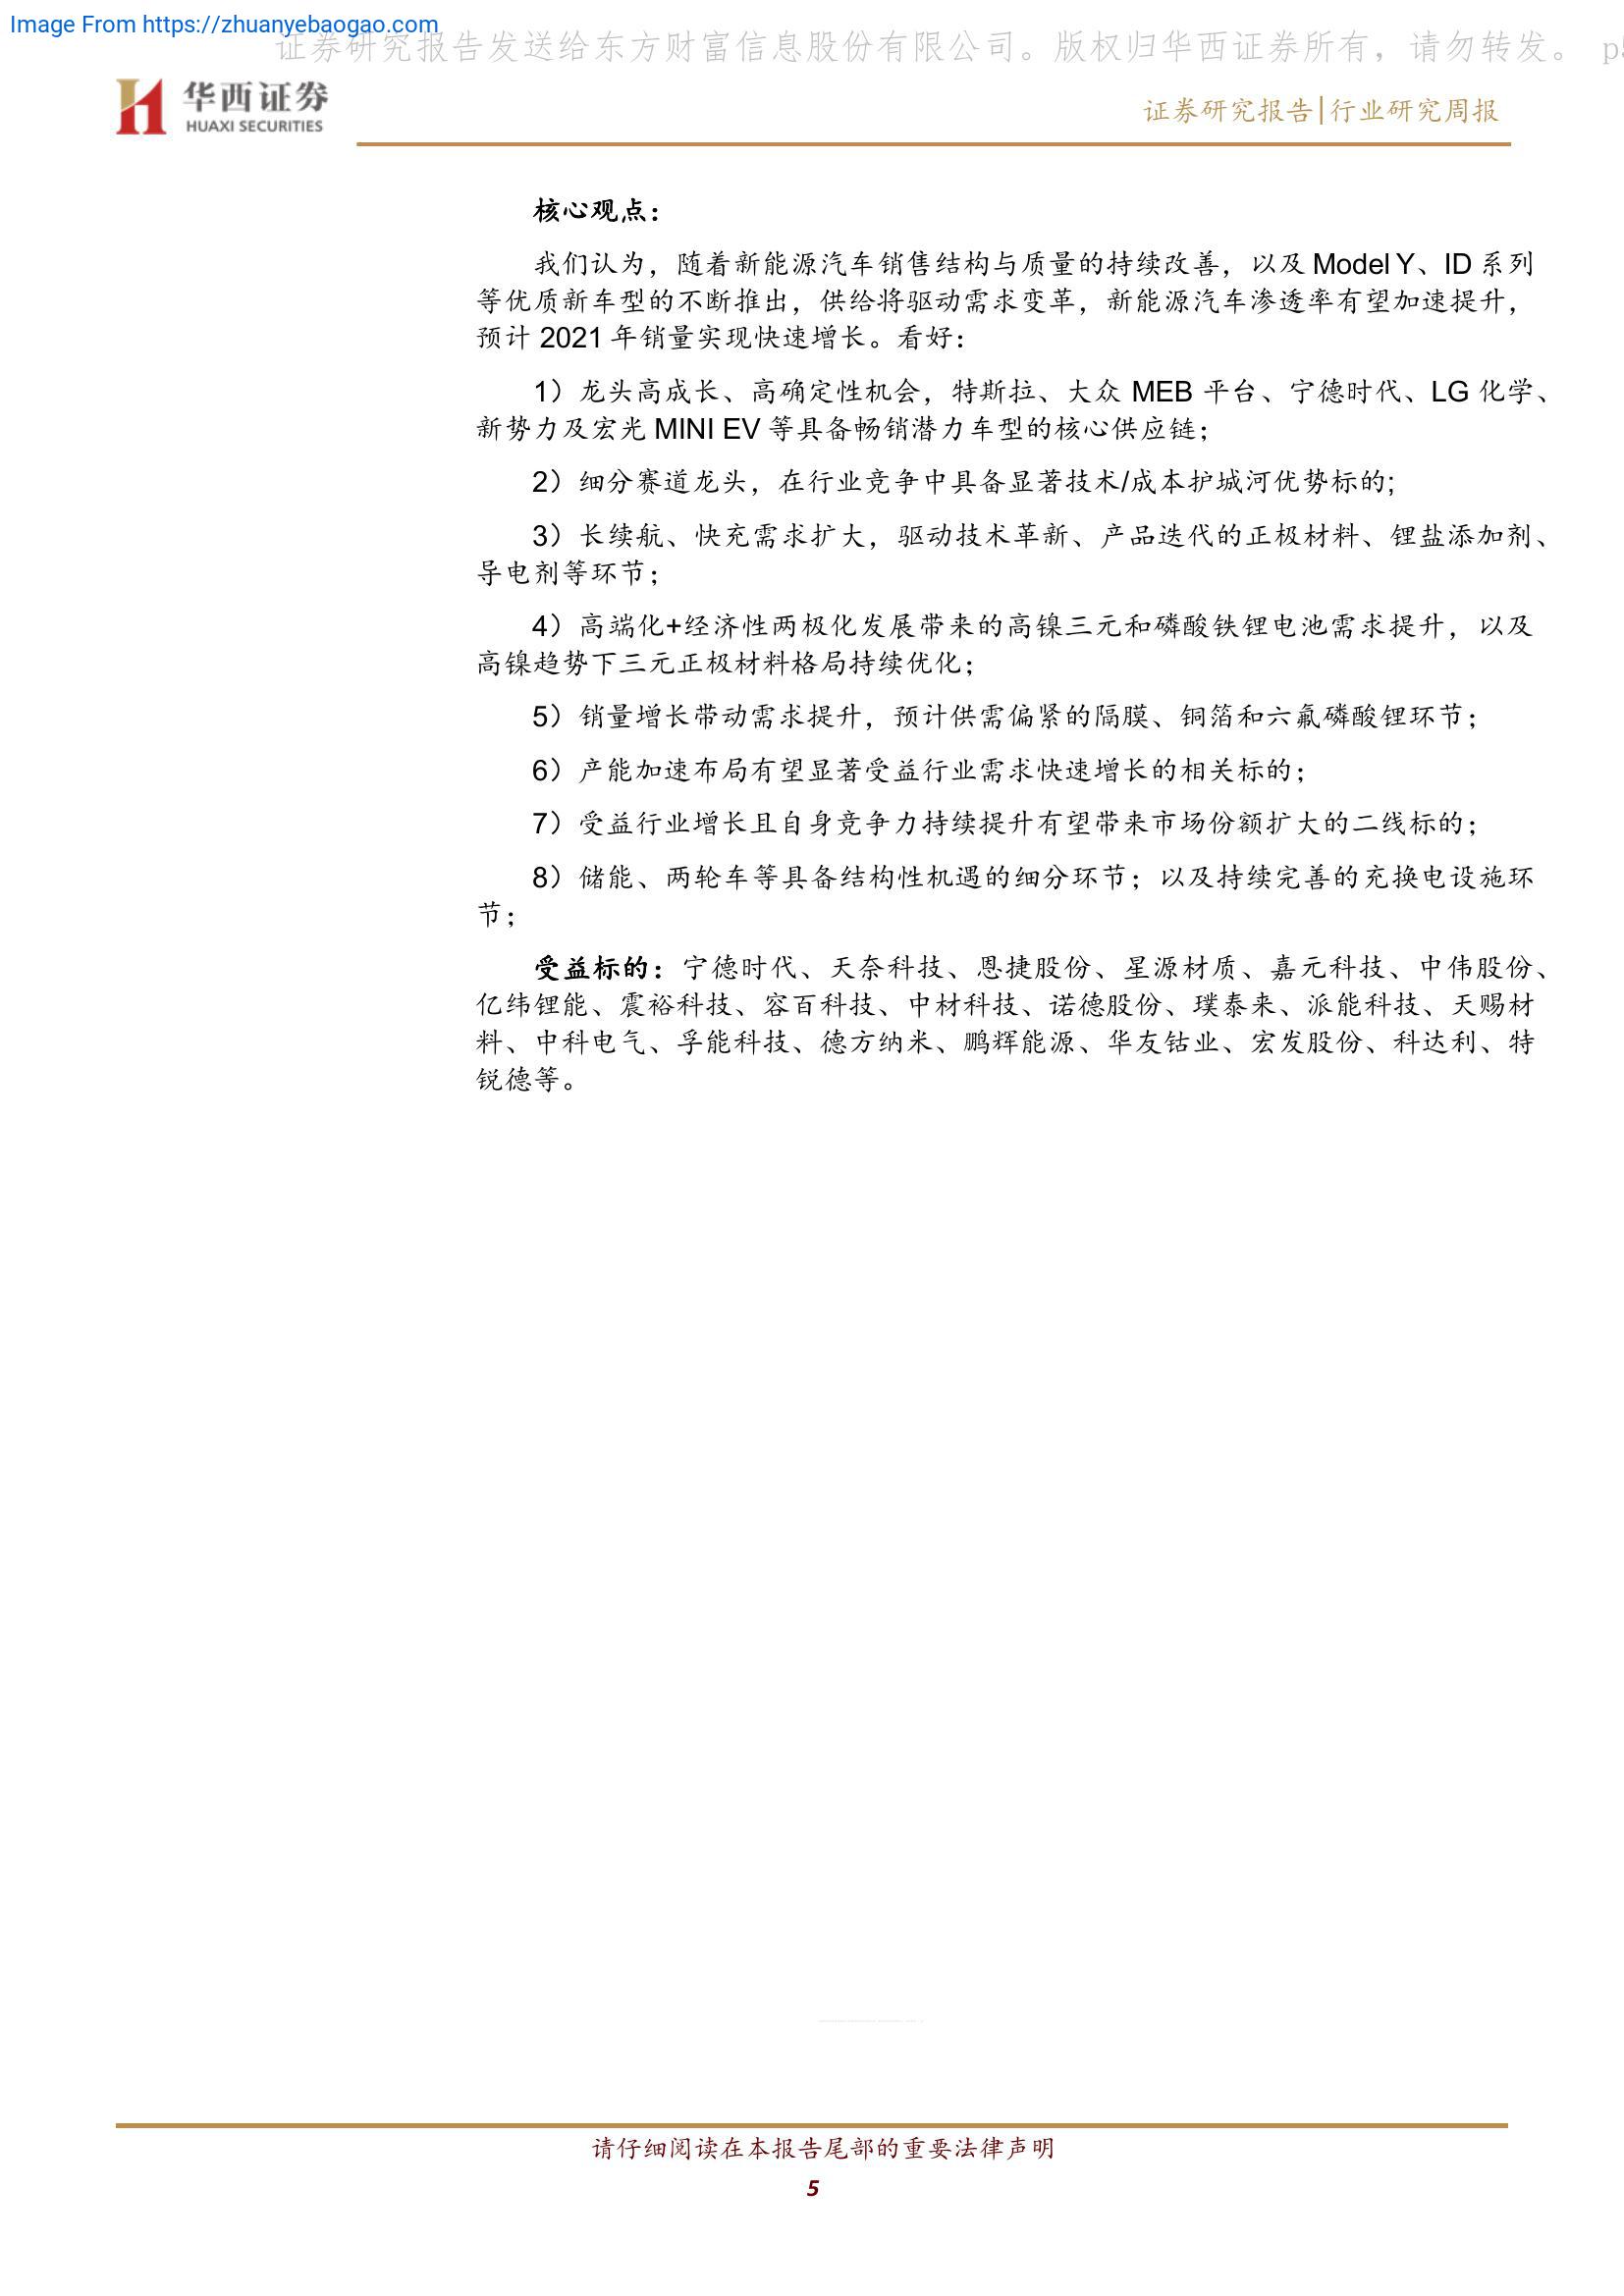 Image From https://zhuanyebaogao.com
证券研究报告发送给东方财富信息股份有限公司。版权归华西证券所有，请勿转发。 p5
华西证券
HUAXI SECURITIES
证券研究报告|行业研究周报
核心观点：
我们认为，随着新能源汽车销售结构与质量的持续改善，以及 Model Y、ID 系列
等优质新车型的不断推出，供给将驱动需求变革，新能源汽车渗透率有望加速提升，
预计 2021 年销量实现快速增长。看好：
1）龙头高成长、高确定性机会，特斯拉、大众 MEB 平台、宁德时代、LG 化学、
新势力及宏光 MINI EV 等具备畅销潜力车型的核心供应链；
2）细分赛道龙头，在行业竞争中具备显著技术/成本护城河优势标的;
3）长续航、快充需求扩大，驱动技术革新、产品迭代的正极材料、锂盐添加剂、
导电剂等环节；
4）高端化+经济性两极化发展带来的高镍三元和磷酸铁锂电池需求提升，以及
高镍趋势下三元正极材料格局持续优化；
5）销量增长带动需求提升，预计供需偏紧的隔膜、铜箔和六氟磷酸锂环节；
6）产能加速布局有望显著受益行业需求快速增长的相关标的；
7）受益行业增长且自身竞争力持续提升有望带来市场份额扩大的二线标的；
8）储能、两轮车等具备结构性机遇的细分环节；以及持续完善的充换电设施环
节；
受益标的：宁德时代、天奈科技、恩捷股份、星源材质、嘉元科技、中伟股份、
亿纬锂能、震裕科技、容百科技、中材科技、诺德股份、璞泰来、派能科技、天赐材
料、中科电气、孚能科技、德方纳米、鹏辉能源、华友钴业、宏发股份、科达利、特
锐德等。
请仔细阅读在本报告尾部的重要法律声明
5